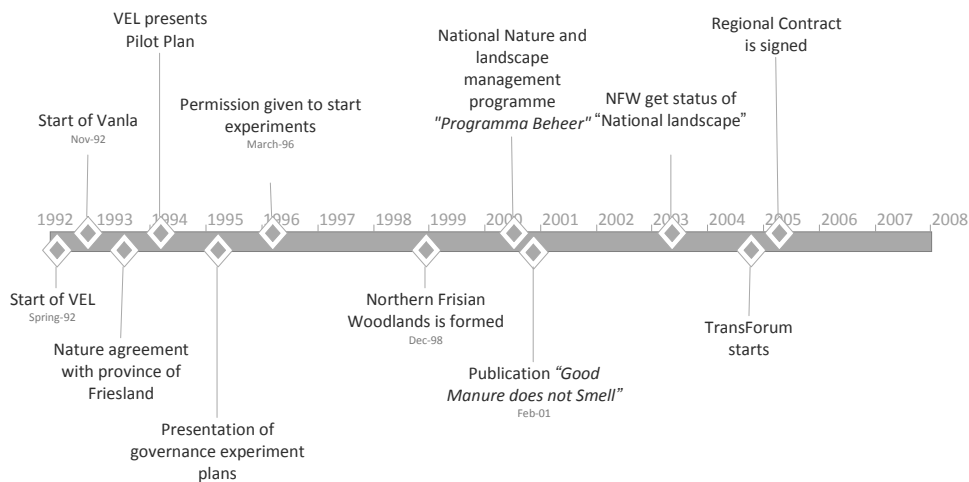 VEL presents
Pilot Plan
Start of Vanla
Nov-92
Permission given to start
experiments
March-96
National Nature and
landscape
management
programme
"Programma Beheer"
NFW get status of
“National landscape”
Regional Contract
is signed
1992 1993 1994 1995 1996 1997 1998 1999 2000 2001 2002 2003 2004 2005 2006 2007 2008
Start of VEL
Spring-92
Nature agreement
with province of
Friesland
Presentation of
governance experiment
plans
Northern Frisian
Woodlands is formed
Dec-98
Publication “Good
Manure does not Smell”
Feb-01
TransForum
starts